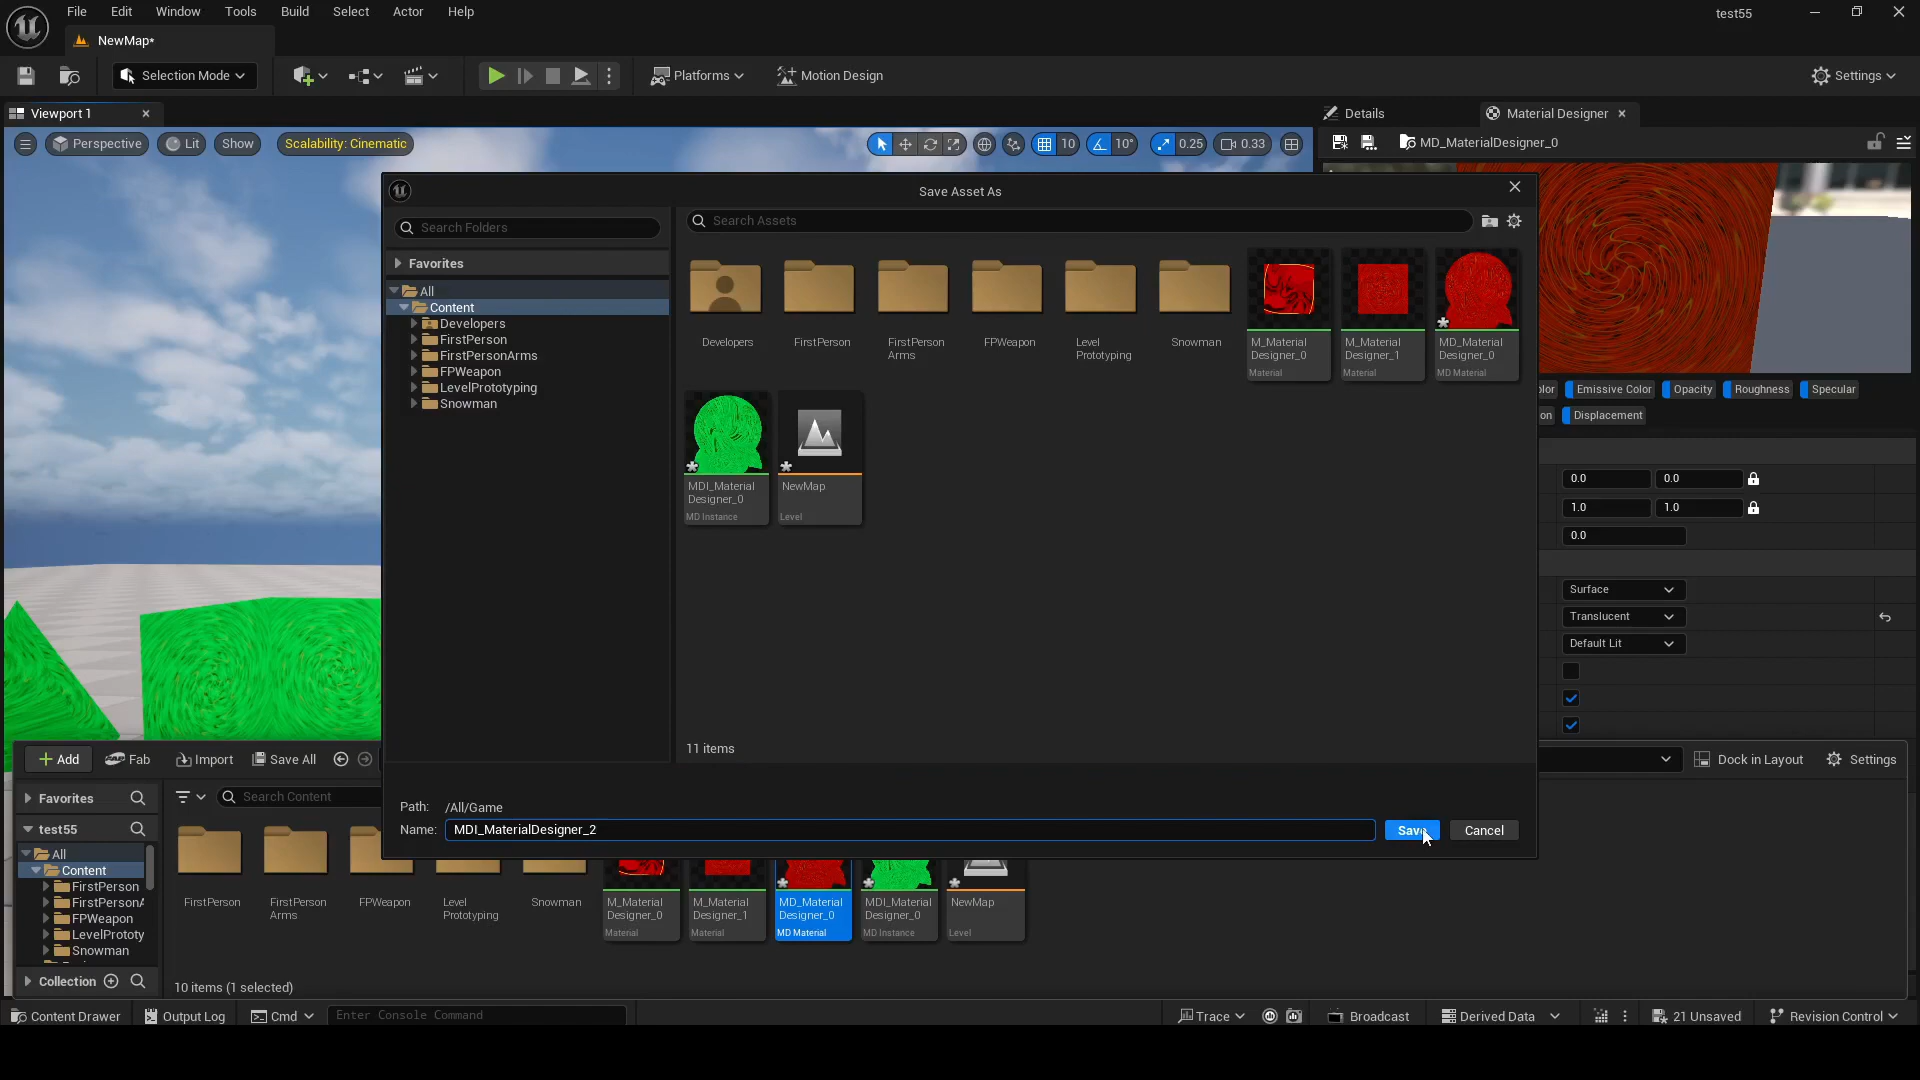 File Edit Window Tools Build Select Actor Help
test55
NewMap*
Selection Mode
Platforms
Motion Design
Settings
Viewport 1
Details
Material Designer
Perspective
Lit
Show
Scalability: Cinematic
10
10°
0.25
0.33
MD_MaterialDesigner_0
Save Asset As
Search Folders
Search Assets
Favorites
All
Content
Developers
FirstPerson
FirstPersonArms
FPWeapon
LevelPrototyping
Snowman
Developers
FirstPerson
FirstPerson
Arms
FPWeapon
Level
Prototyping
Snowman
M_Material
Designer_0
Material
M_Material
Designer_1
Material
MD_Material
Designer_0
MD Material
MDI_Material
Designer_0
MD Instance
NewMap
Level
11 items
Path: /All/Game
Name: MDI_MaterialDesigner_2
Save
Cancel
olor
Emissive Color
Opacity
Roughness
Specular
on
Displacement
0.0
0.0
1.0
1.0
0.0
Surface
Translucent
Default Lit
Add
Fab
Import
Save All
Dock in Layout
Settings
Favorites
Search Content
test55
All
Content
FirstPerson
FirstPersonA
FPWeapon
LevelPrototy
Snowman
Collection
FirstPerson
FirstPerson
Arms
FPWeapon
Level
Prototyping
Snowman
M_Material
Designer_0
Material
M_Material
Designer_1
Material
MD_Material
Designer_0
MD Material
MDI_Material
Designer_0
MD Instance
NewMap
Level
10 items (1 selected)
Content Drawer
Output Log
Cmd
Enter Console Command
Trace
Broadcast
Derived Data
21 Unsaved
Revision Control